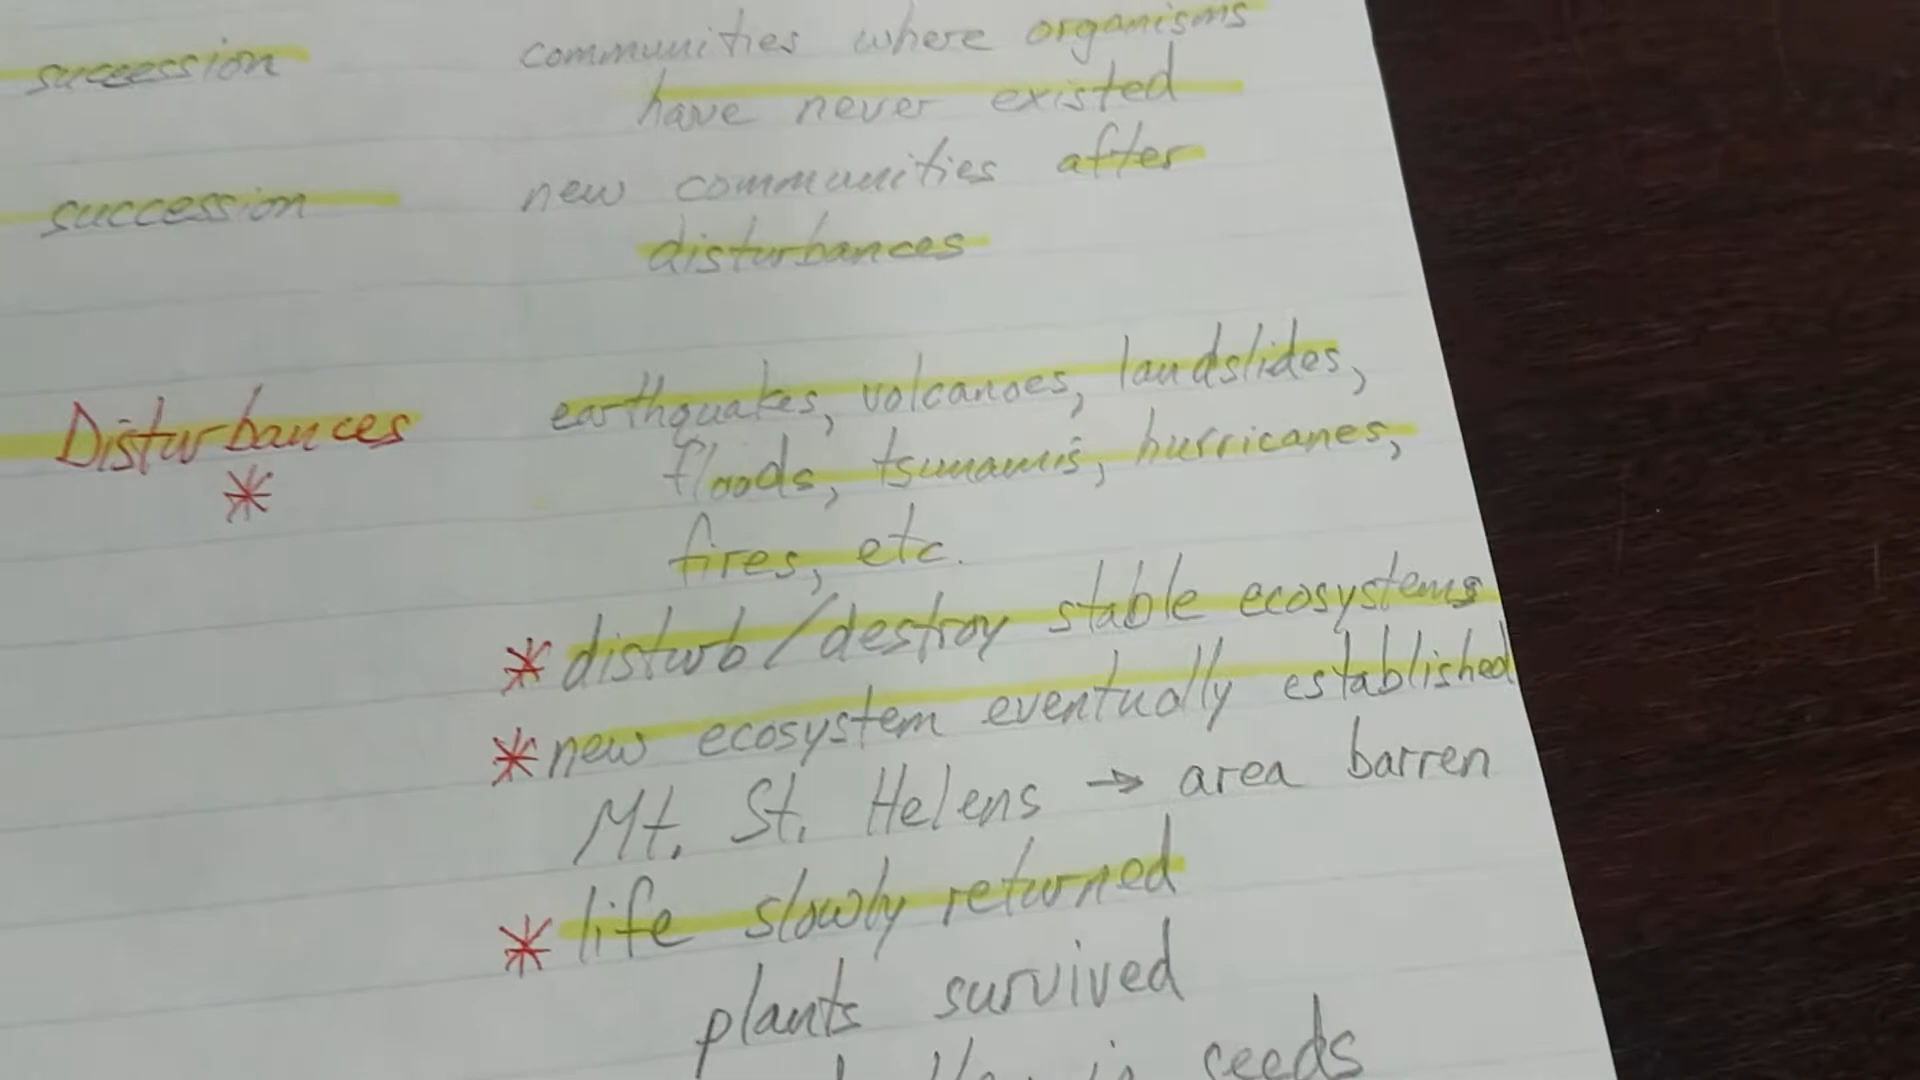 succession communities where organisms
have never existed
succession new communities after
disturbances
Disturbances earthquakes, volcanoes, landslides,
* floods, tsunamis, hurricanes,
fires, etc.
* disturb/destroy stable ecosystems
* new ecosystem eventually established
Mt. St. Helens → area barren
* life slowly returned
plants survived
in seeds